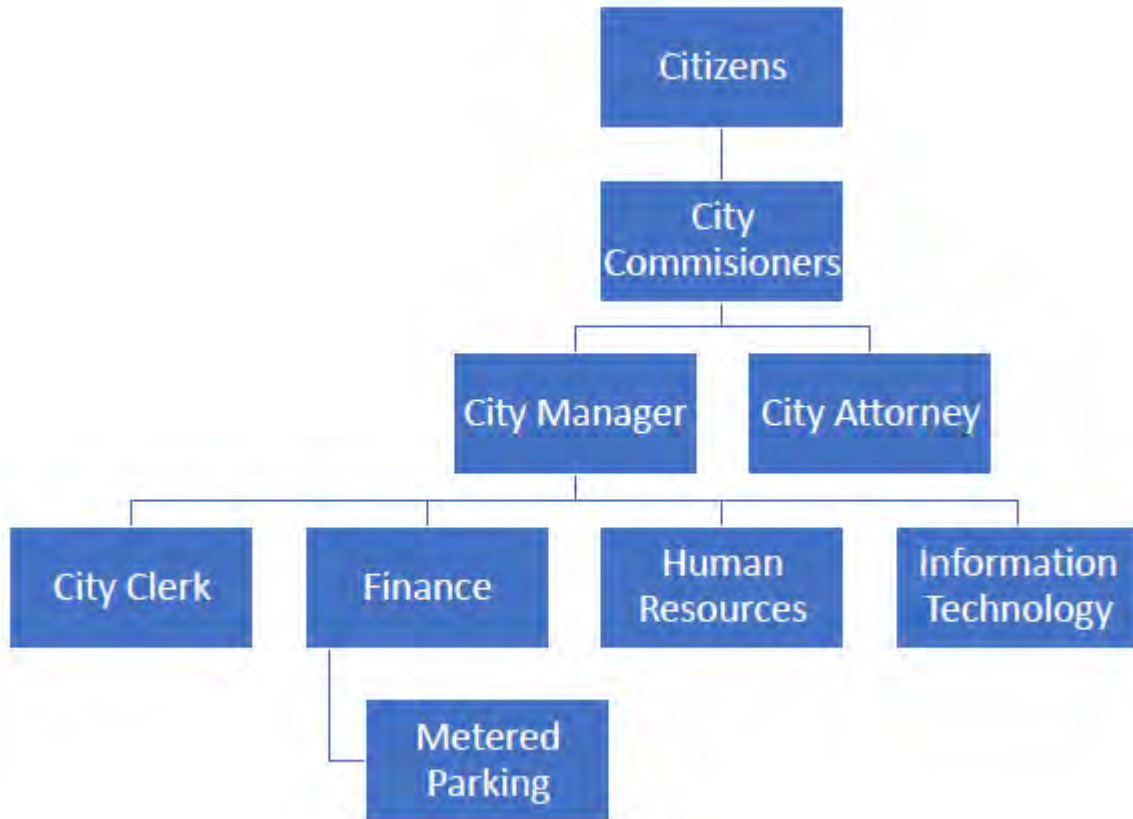 Citizens
City
Commisioners
City Manager
City Attorney
City Clerk
Finance
Human
Resources
Information
Technology
Metered
Parking